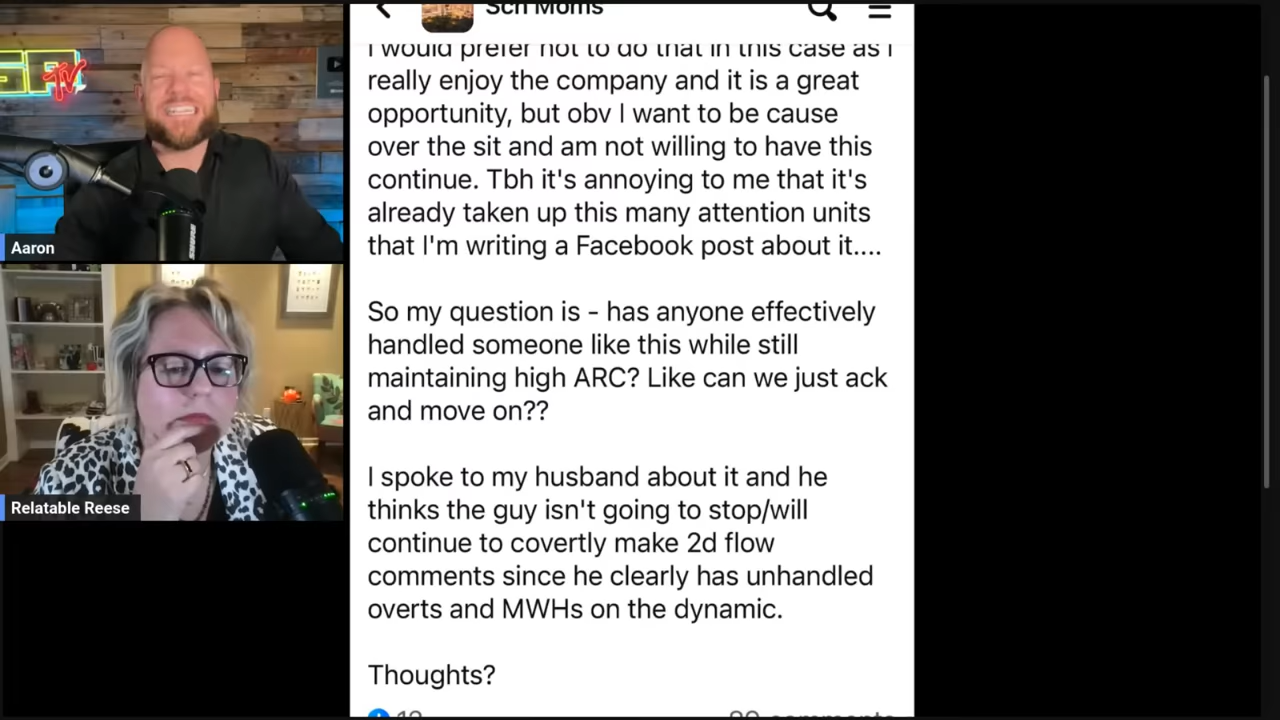 Scn Moms
I would prefer not to do that in this case as I
really enjoy the company and it is a great
opportunity, but obv I want to be cause
over the sit and am not willing to have this
continue. Tbh it's annoying to me that it's
already taken up this many attention units
that I'm writing a Facebook post about it....
So my question is - has anyone effectively
handled someone like this while still
maintaining high ARC? Like can we just ack
and move on??
I spoke to my husband about it and he
thinks the guy isn't going to stop/will
continue to covertly make 2d flow
comments since he clearly has unhandled
overts and MWHs on the dynamic.
Thoughts?
TV
Aaron
Relatable Reese